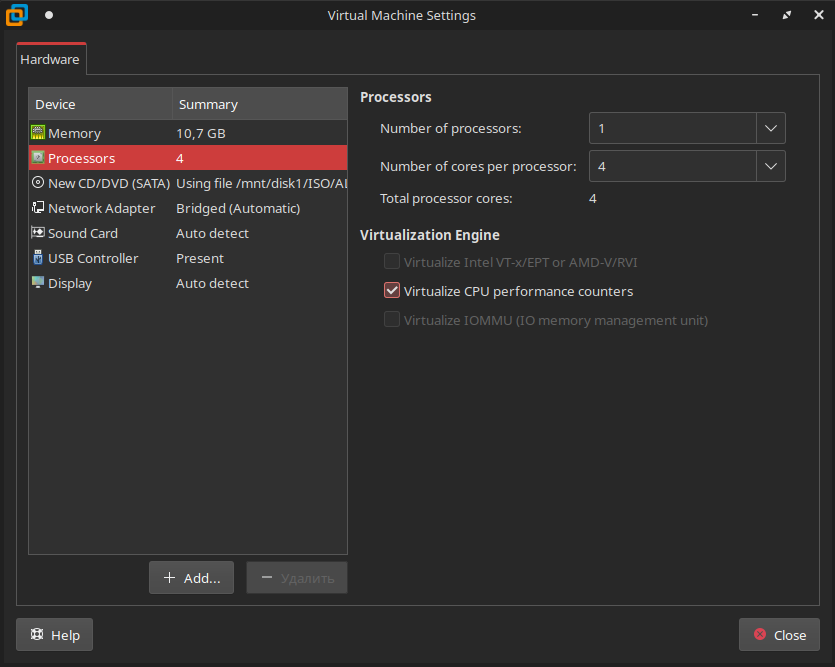 Virtual Machine Settings
Hardware
Device Summary
Memory 10,7 GB
Processors 4
New CD/DVD (SATA) Using file /mnt/disk1/ISO/AL
Network Adapter Bridged (Automatic)
Sound Card Auto detect
USB Controller Present
Display Auto detect
Add...
Удалить
Processors
Number of processors: 1
Number of cores per processor: 4
Total processor cores: 4
Virtualization Engine
Virtualize Intel VT-x/EPT or AMD-V/RVI
Virtualize CPU performance counters
Virtualize IOMMU (IO memory management unit)
Help
Close